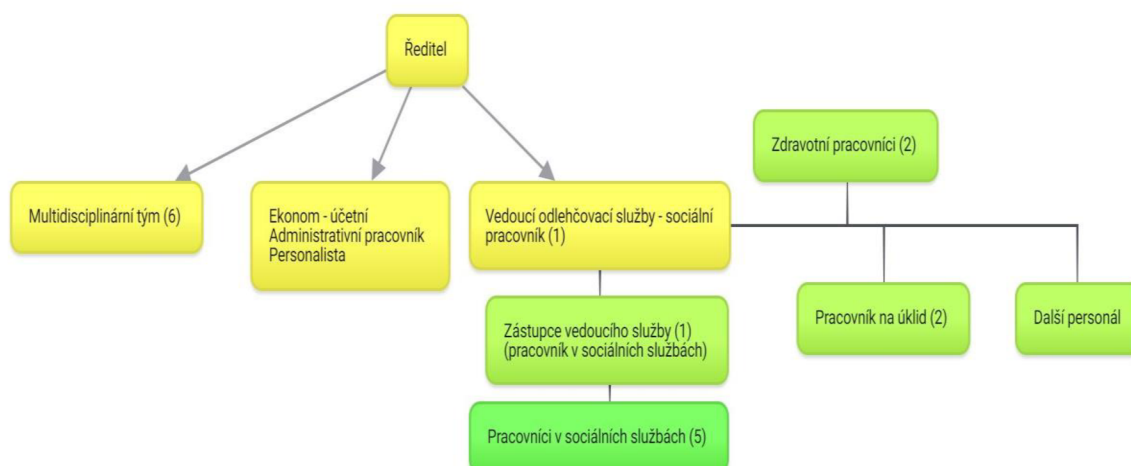 Ředitel
Zdravotní pracovníci (2)
Multidisciplinární tým (6)
Ekonom - účetní
Administrativní pracovník
Personalista
Vedoucí odlehčovací služby - sociální
pracovník (1)
Zástupce vedoucího služby (1)
(pracovník v sociálních službách)
Pracovník na úklid (2)
Další personál
Pracovníci v sociálních službách (5)